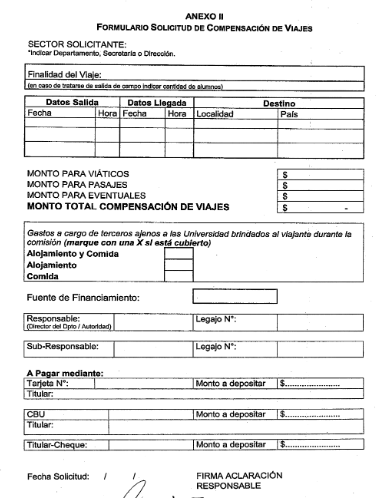 ANEXO II
FORMULARIO SOLICITUD DE COMPENSACIÓN DE VIAJES
SECTOR SOLICITANTE:
*Indicar Departamento, Secretaría o Dirección.
Finalidad del Viaje:
(en caso de tratarse de salida de campo indicar cantidad de alumnos)
Datos Salida Datos Llegada Destino
Fecha Hora Fecha Hora Localidad País
MONTO PARA VIÁTICOS $
MONTO PARA PASAJES $
MONTO PARA EVENTUALES $
MONTO TOTAL COMPENSACIÓN DE VIAJES $ -
Gastos a cargo de terceros ajenos a las Universidad brindados al viajante durante la
comisión (marque con una X si está cubierto)
Alojamiento y Comida
Alojamiento
Comida
Fuente de Financiamiento:
Responsable: Legajo N°:
(Director del Dpto / Autoridad)
Sub-Responsable: Legajo N°:
A Pagar mediante:
Tarjeta N°: Monto a depositar $......................
Titular:
CBU Monto a depositar $......................
Titular:
Titular-Cheque: Monto a depositar $......................
Fecha Solicitud: / / FIRMA ACLARACIÓN
RESPONSABLE